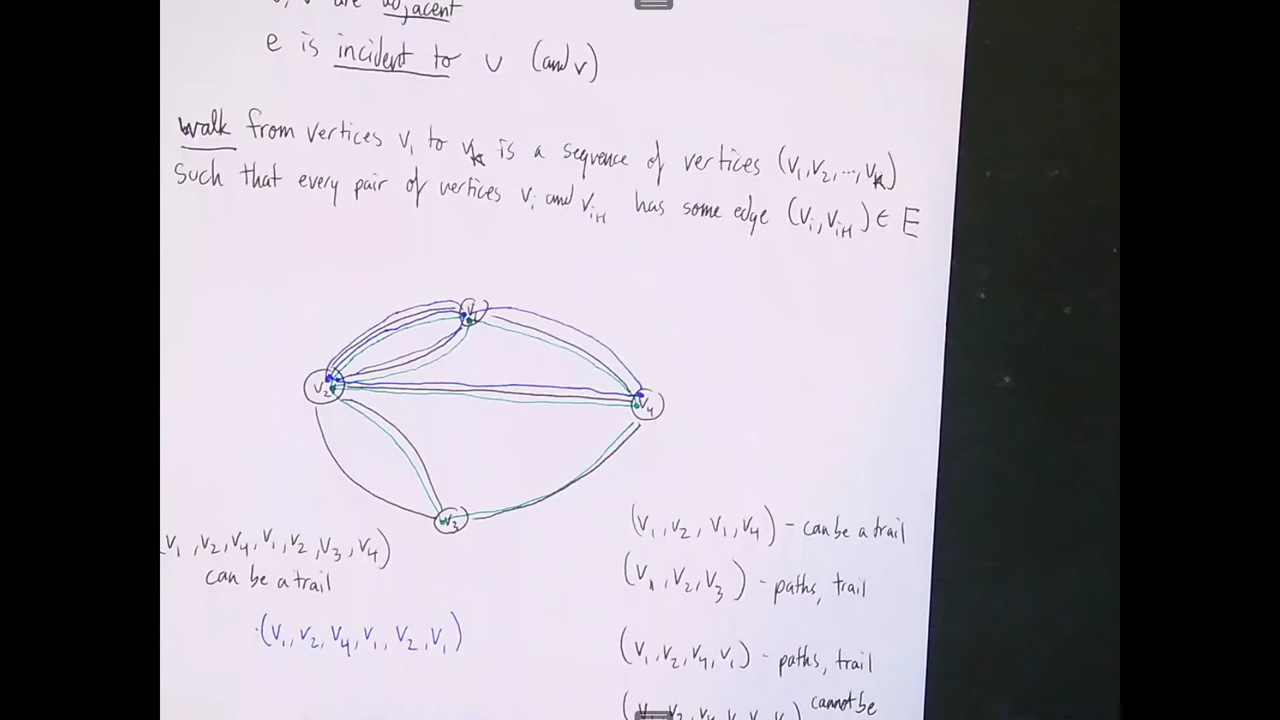 are adjacent
e is incident to u (and v)
walk from vertices v₁ to vₖ is a sequence of vertices (v₁,v₂,...,vₖ)
Such that every pair of vertices vᵢ and vᵢ₊₁ has some edge (vᵢ,vᵢ₊₁) ∈ E
V₁
V₂
V₄
V₃
(v₁, v₂, v₁, v₄) - can be a trail
v₁, v₂, v₄, v₁, v₂, v₃, v₄)
can be a trail
(v₁, v₂, v₃) - paths, trail
(v₁, v₂, v₄, v₁, v₂, v₁)
(v₁, v₂, v₄, v₁) - paths, trail
cannot be